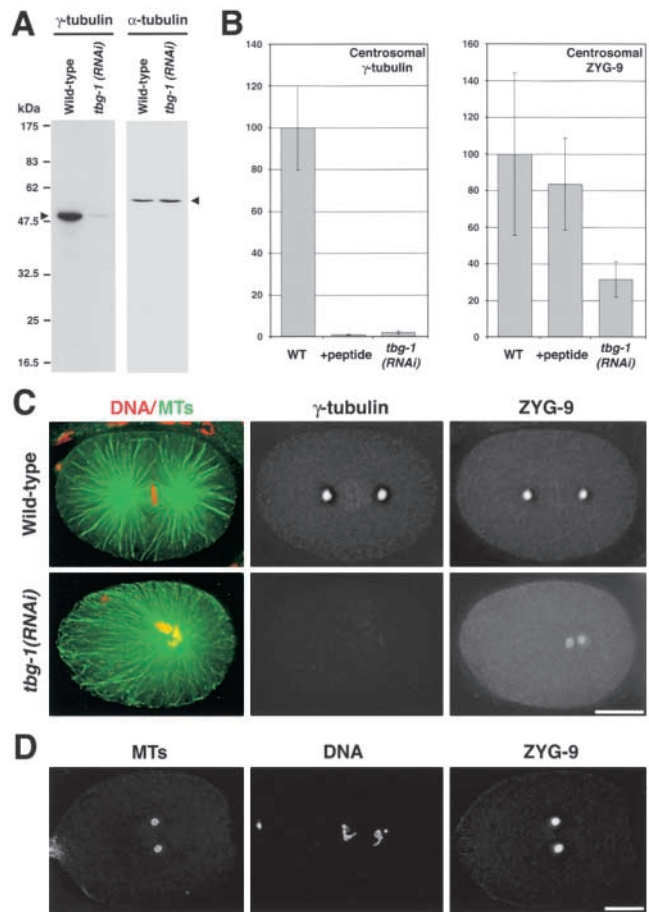 A
γ-tubulin α-tubulin
Wild-type
tbg-1 (RNAi)
Wild-type
tbg-1 (RNAi)
kDa
175
83
62
47.5
32.5
25
16.5
B
Centrosomal
γ-tubulin
140
120
100
80
60
40
20
0
WT +peptide tbg-1
(RNAi)
Centrosomal
ZYG-9
160
140
120
100
80
60
40
20
0
WT +peptide tbg-1
(RNAi)
C
DNA/MTs γ-tubulin ZYG-9
Wild-type
tbg-1(RNAi)
D
MTs DNA ZYG-9